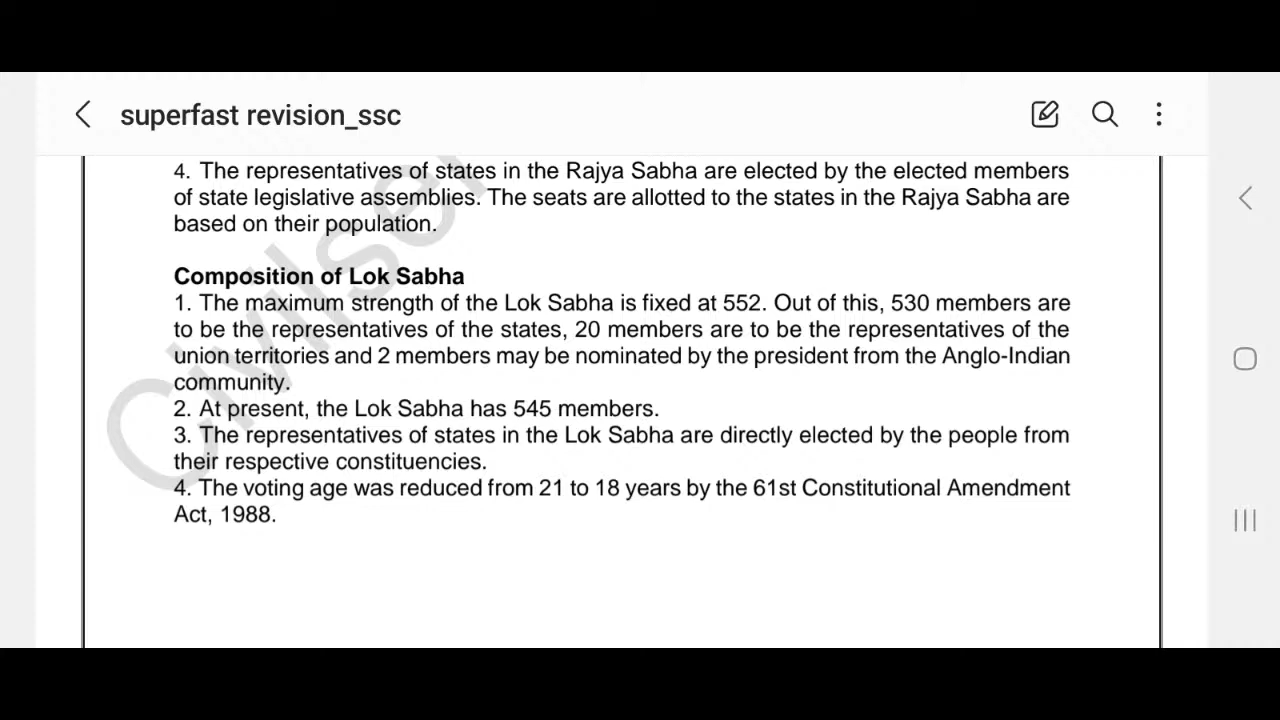 superfast revision_ssc
4. The representatives of states in the Rajya Sabha are elected by the elected members
of state legislative assemblies. The seats are allotted to the states in the Rajya Sabha are
based on their population.
Composition of Lok Sabha
1. The maximum strength of the Lok Sabha is fixed at 552. Out of this, 530 members are
to be the representatives of the states, 20 members are to be the representatives of the
union territories and 2 members may be nominated by the president from the Anglo-Indian
community.
2. At present, the Lok Sabha has 545 members.
3. The representatives of states in the Lok Sabha are directly elected by the people from
their respective constituencies.
4. The voting age was reduced from 21 to 18 years by the 61st Constitutional Amendment
Act, 1988.